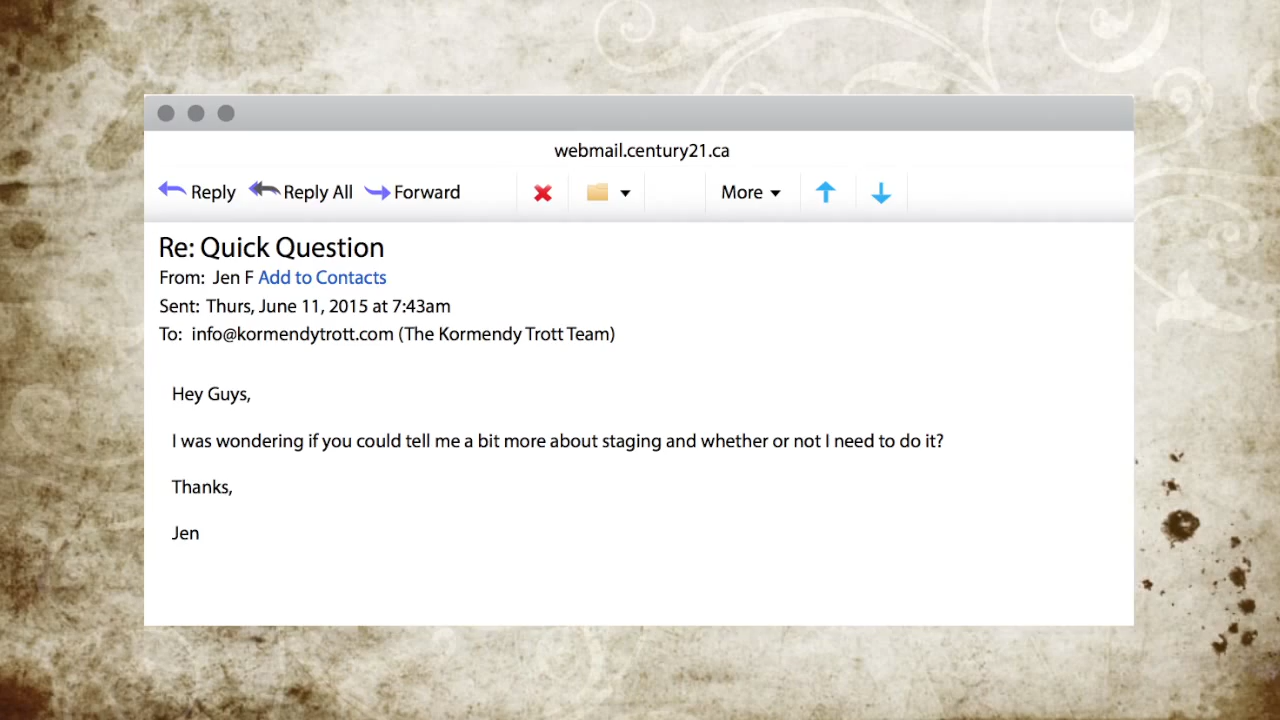 webmail.century21.ca
Reply Reply All Forward More
Re: Quick Question
From: Jen F Add to Contacts
Sent: Thurs, June 11, 2015 at 7:43am
To: info@kormendytrott.com (The Kormendy Trott Team)
Hey Guys,
I was wondering if you could tell me a bit more about staging and whether or not I need to do it?
Thanks,
Jen